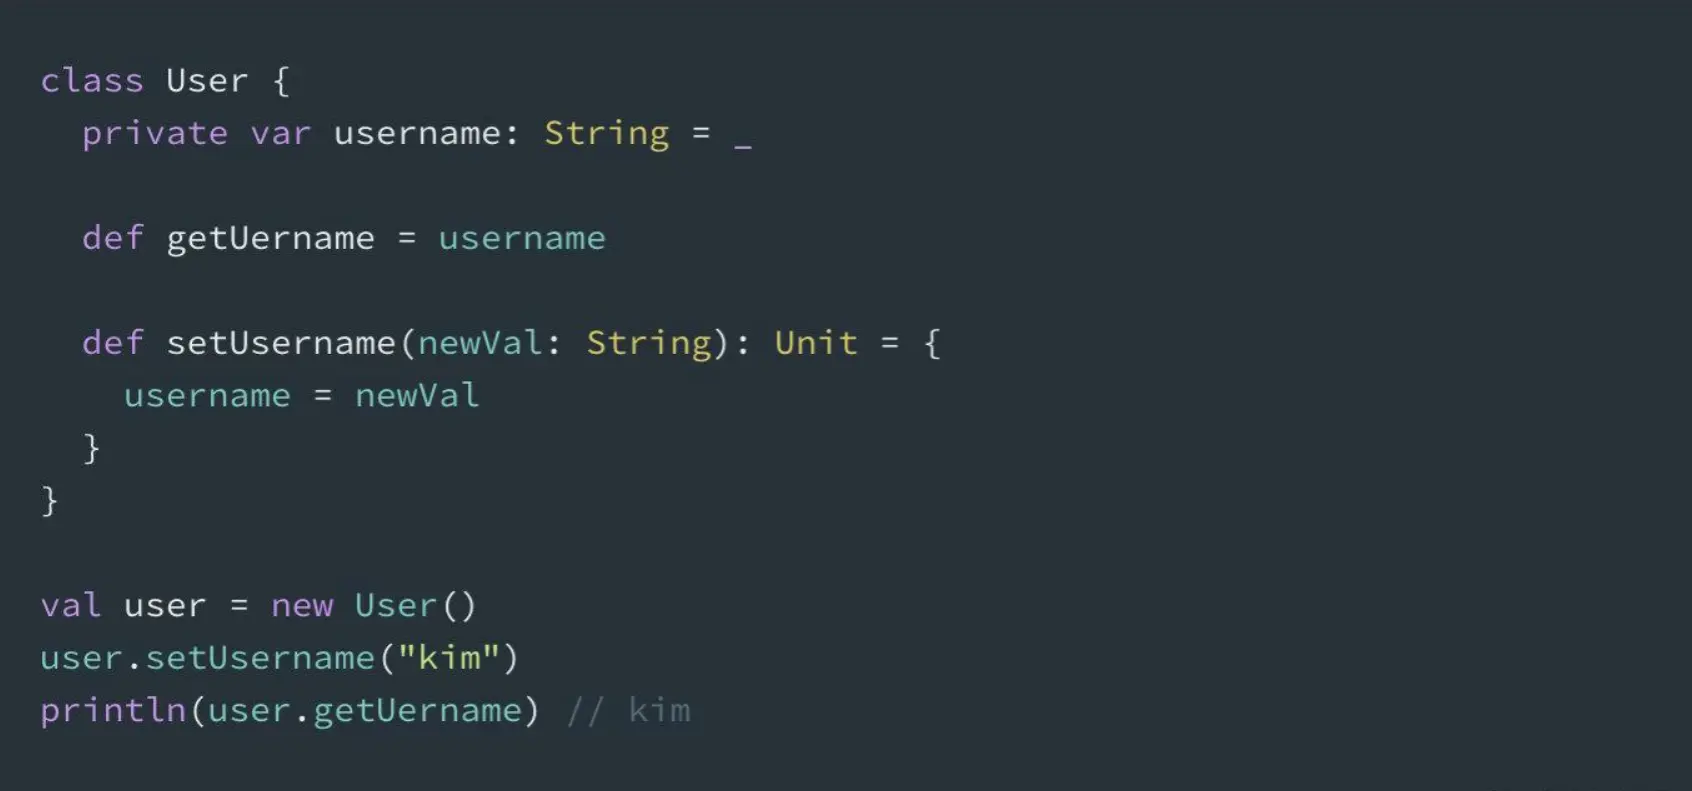 class User {
  private var username: String = _
  def getUername = username
  def setUsername(newVal: String): Unit = {
    username = newVal
  }
}
val user = new User()
user.setUsername("kim")
println(user.getUername) // kim